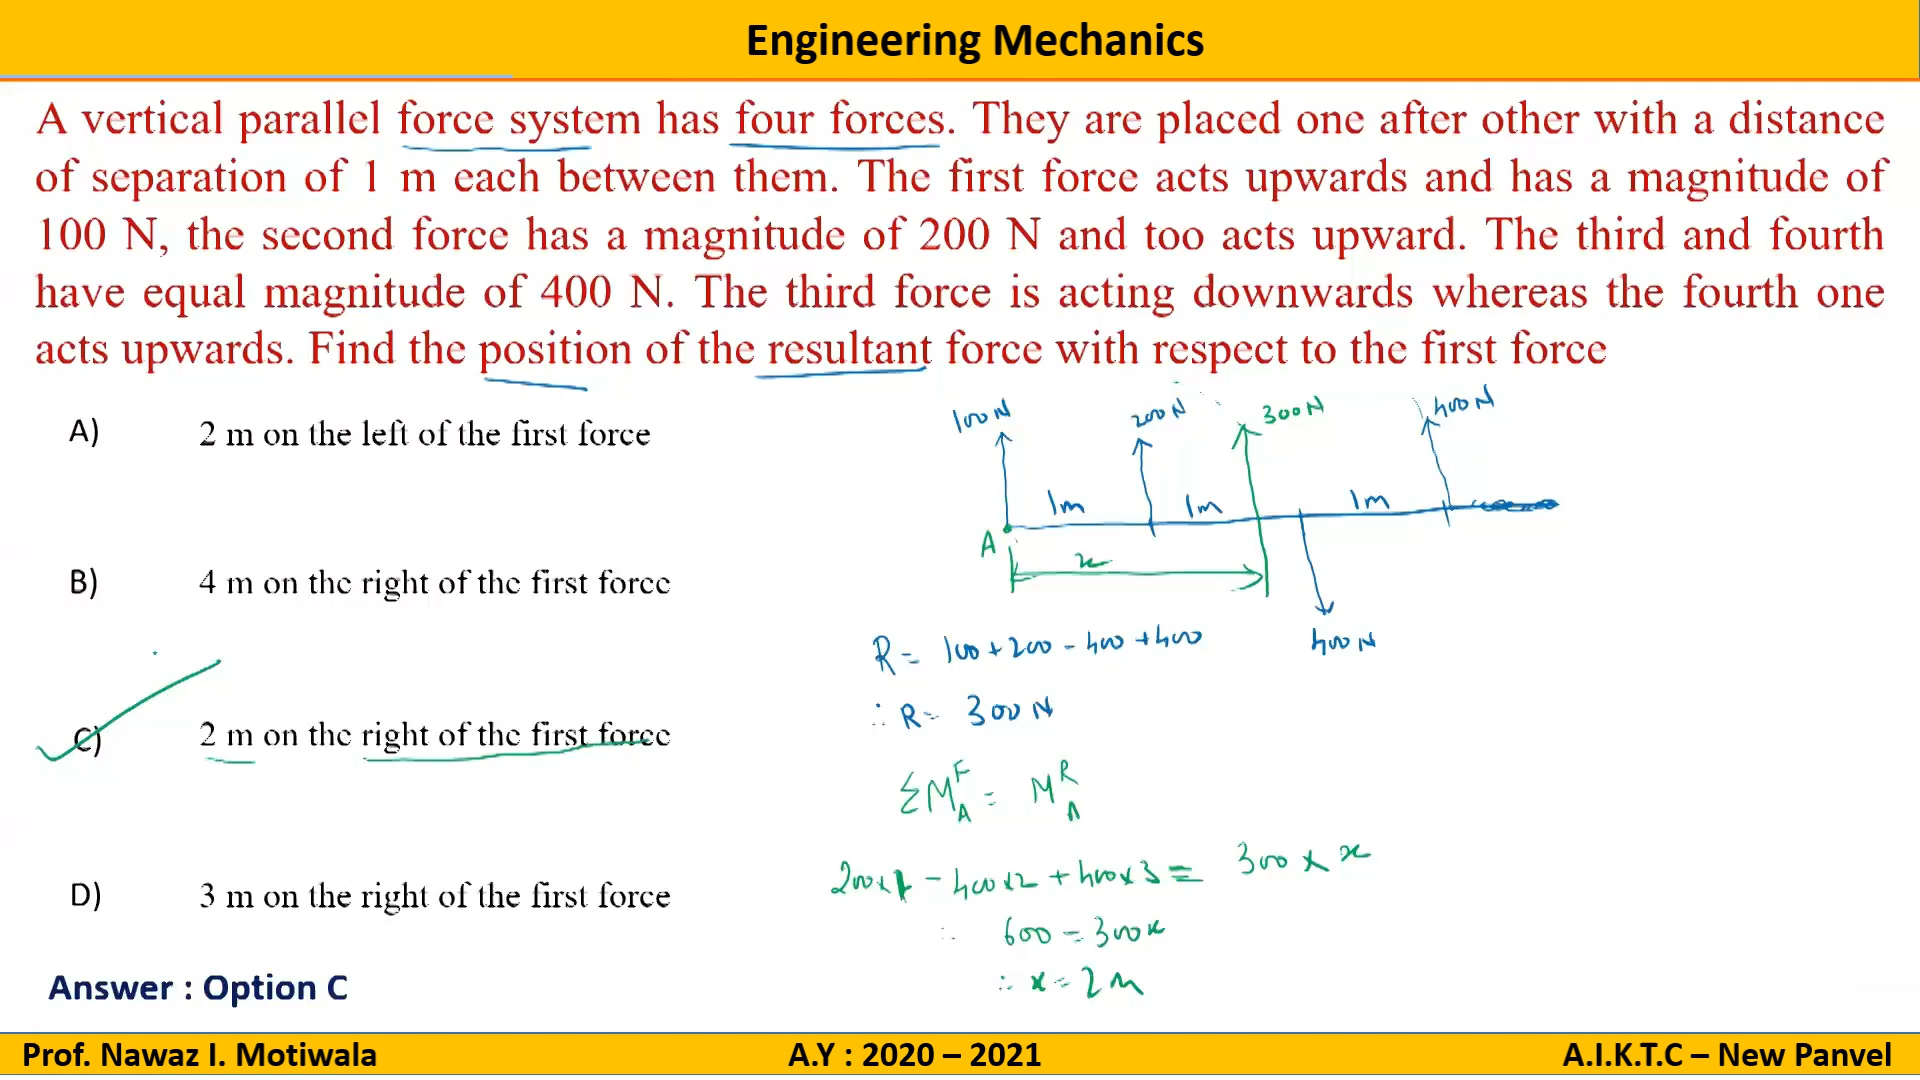 Engineering Mechanics
A vertical parallel force system has four forces. They are placed one after other with a distance
of separation of 1 m each between them. The first force acts upwards and has a magnitude of
100 N, the second force has a magnitude of 200 N and too acts upward. The third and fourth
have equal magnitude of 400 N. The third force is acting downwards whereas the fourth one
acts upwards. Find the position of the resultant force with respect to the first force
A) 2 m on the left of the first force
B) 4 m on the right of the first force
C) 2 m on the right of the first force
D) 3 m on the right of the first force
Answer : Option C
100 N 200 N 300 N 400 N
1m 1m 1m
A
x
400 N
R = 100 + 200 - 400 + 400
∴ R = 300 N
ΣM_A^F = M_A^R
200×1 - 400×2 + 400×3 = 300 × x
∴ 600 = 300x
∴ x = 2 m
Prof. Nawaz I. Motiwala A.Y : 2020 – 2021 A.I.K.T.C – New Panvel